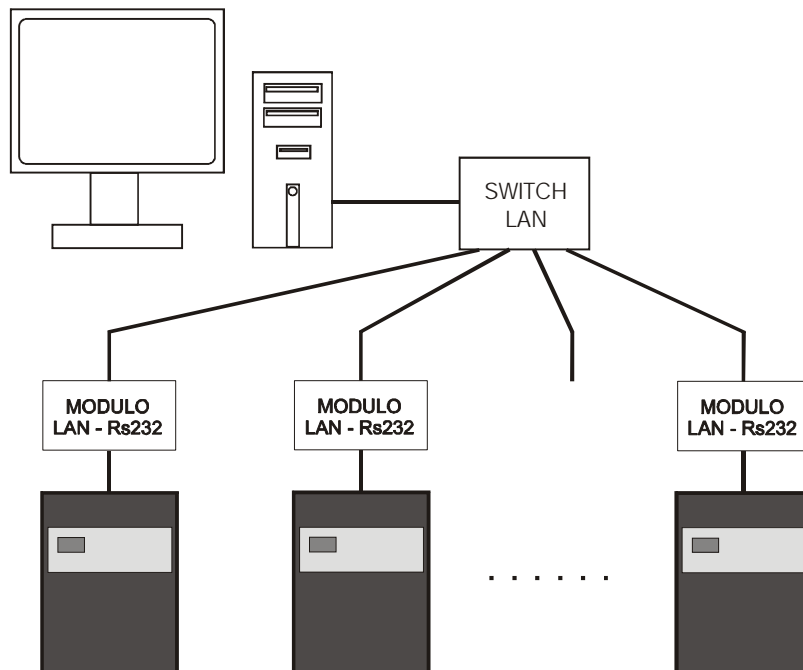 SWITCH
LAN
MODULO
LAN - Rs232
MODULO
LAN - Rs232
MODULO
LAN - Rs232
. . . . . .